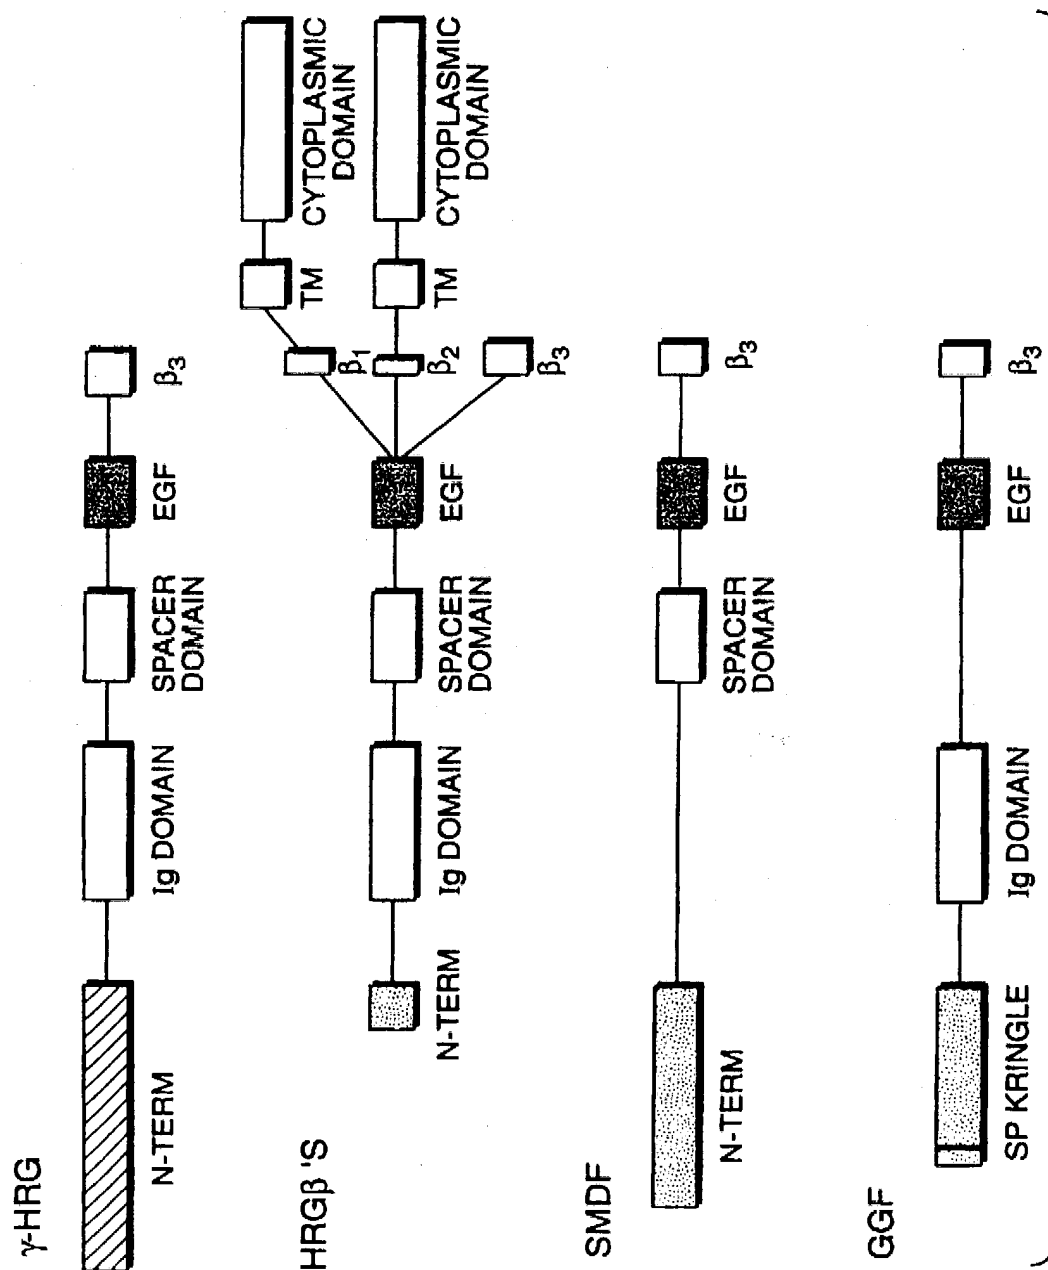 γ-HRG
N-TERM
Ig DOMAIN
SPACER
DOMAIN
EGF
β3
HRGβ 'S
N-TERM
Ig DOMAIN
SPACER
DOMAIN
EGF
β1
β2
β3
TM
CYTOPLASMIC
DOMAIN
TM
CYTOPLASMIC
DOMAIN
SMDF
N-TERM
SPACER
DOMAIN
EGF
β3
GGF
SP KRINGLE
Ig DOMAIN
EGF
β3